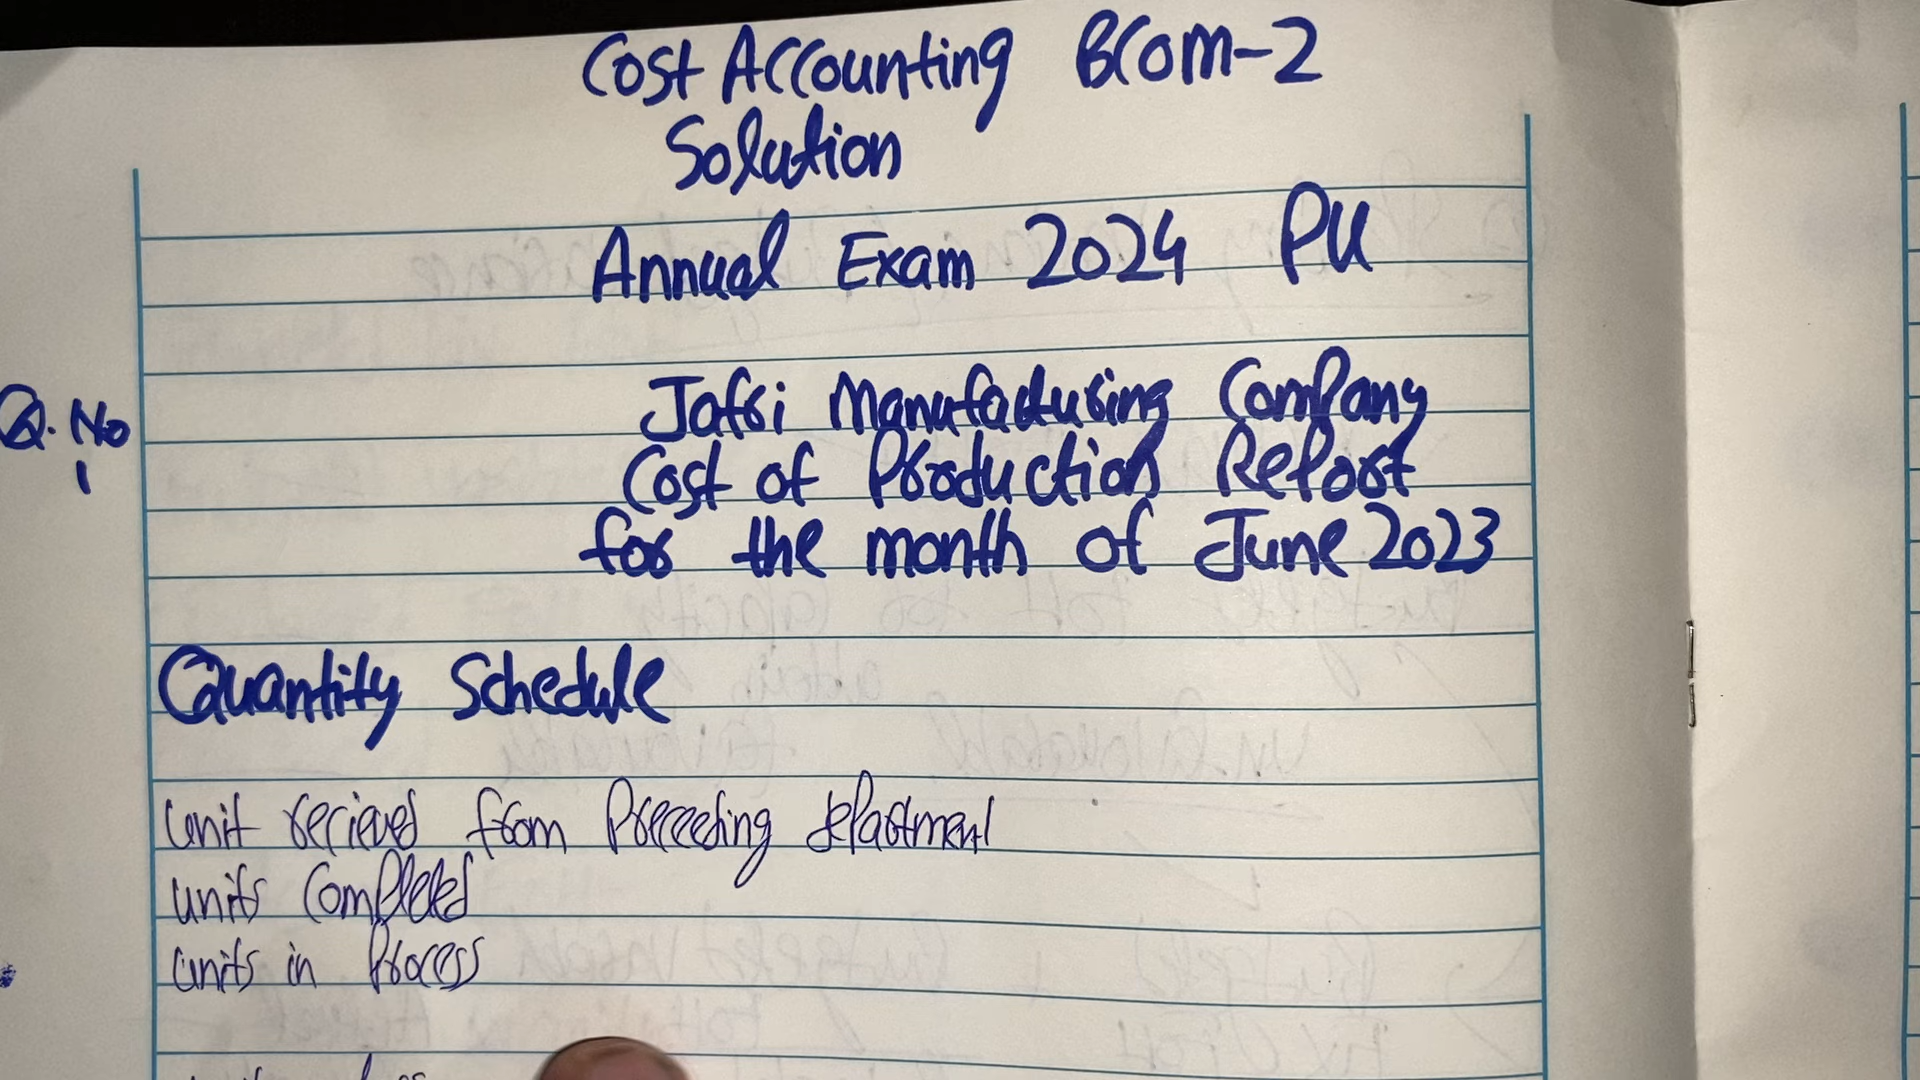 Cost Accounting BCOM-2
Solution
Annual Exam 2024 PU
Q. No
1
Jafri Manufacturing Company
Cost of Production Report
for the month of June 2023
Quantity Schedule
unit recieved from Preceeding department
units Completed
units in Process